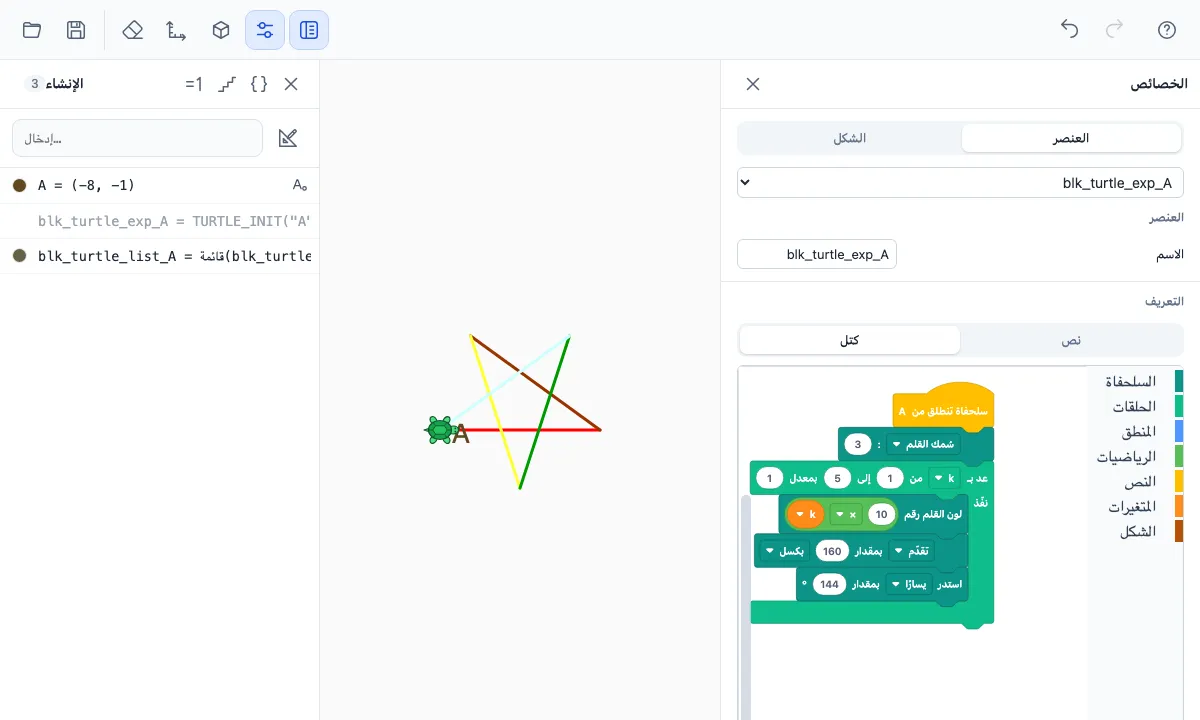 الخصائص
العنصر
الشكل
blk_turtle_exp_A
العنصر
الاسم
blk_turtle_exp_A
التعريف
نص
كتل
السلحفاة
الحلقات
المنطق
الرياضيات
النص
المتغيرات
الشكل
سلحفاة تنطلق من A
سُمك القلم : 3
عد بـ k من 1 إلى 5 بمعدل 1
نفّذ
لون القلم رقم 10 × k
تقدّم بمقدار 160 بكسل
استدر يسارًا بمقدار 144 °
A
الإنشاء 3
=1 {}
إدخال...
A = (−8, −1)
blk_turtle_exp_A = TURTLE_INIT("A"
blk_turtle_list_A = قائمة(blk_turtle